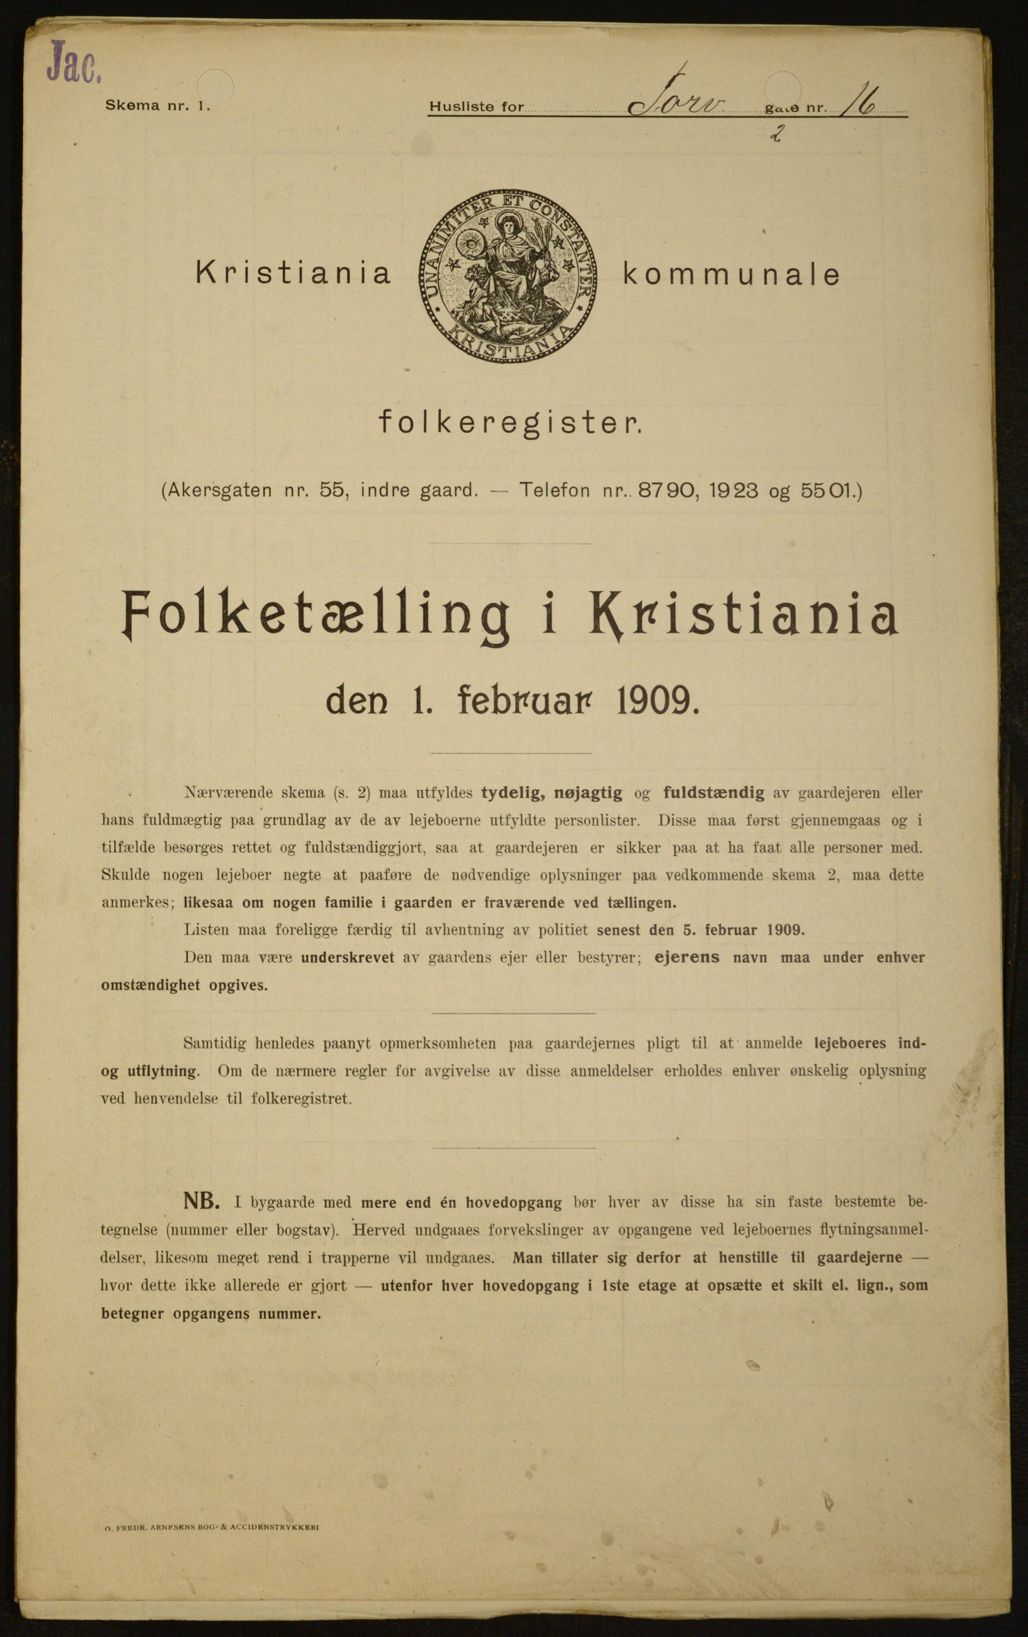 Jac.
Skema nr. 1.
Husliste for Torv gate nr. 16
2
UNANIMITER ET CONSTANTER
KRISTIANIA
Kristiania kommunale
folkeregister.
(Akersgaten nr. 55, indre gaard. — Telefon nr. 8790, 1923 og 5501.)
Folketælling i Kristiania
den 1. februar 1909.
Nærværende skema (s. 2) maa utfyldes tydelig, nøjagtig og fuldstændig av gaardejeren eller
hans fuldmægtig paa grundlag av de av lejeboerne utfyldte personlister. Disse maa først gjennemgaas og i
tilfælde besørges rettet og fuldstændiggjort, saa at gaardejeren er sikker paa at ha faat alle personer med.
Skulde nogen lejeboer negte at paaføre de nødvendige oplysninger paa vedkommende skema 2, maa dette
anmerkes; likesaa om nogen familie i gaarden er fraværende ved tællingen.
Listen maa foreligge færdig til avhentning av politiet senest den 5. februar 1909.
Den maa være underskrevet av gaardens ejer eller bestyrer; ejerens navn maa under enhver
omstændighet opgives.
Samtidig henledes paanyt opmerksomheten paa gaardejernes pligt til at anmelde lejeboeres ind-
og utflytning. Om de nærmere regler for avgivelse av disse anmeldelser erholdes enhver ønskelig oplysning
ved henvendelse til folkeregistret.
NB. I bygaarde med mere end én hovedopgang bør hver av disse ha sin faste bestemte be-
tegnelse (nummer eller bogstav). Herved undgaaes forvekslinger av opgangene ved lejeboernes flytningsanmel-
delser, likesom meget rend i trapperne vil undgaaes. Man tillater sig derfor at henstille til gaardejerne —
hvor dette ikke allerede er gjort — utenfor hver hovedopgang i 1ste etage at opsætte et skilt el. lign., som
betegner opgangens nummer.
O. FREDR. ARNESENS BOG- & ACCIDENSTRYKKERI